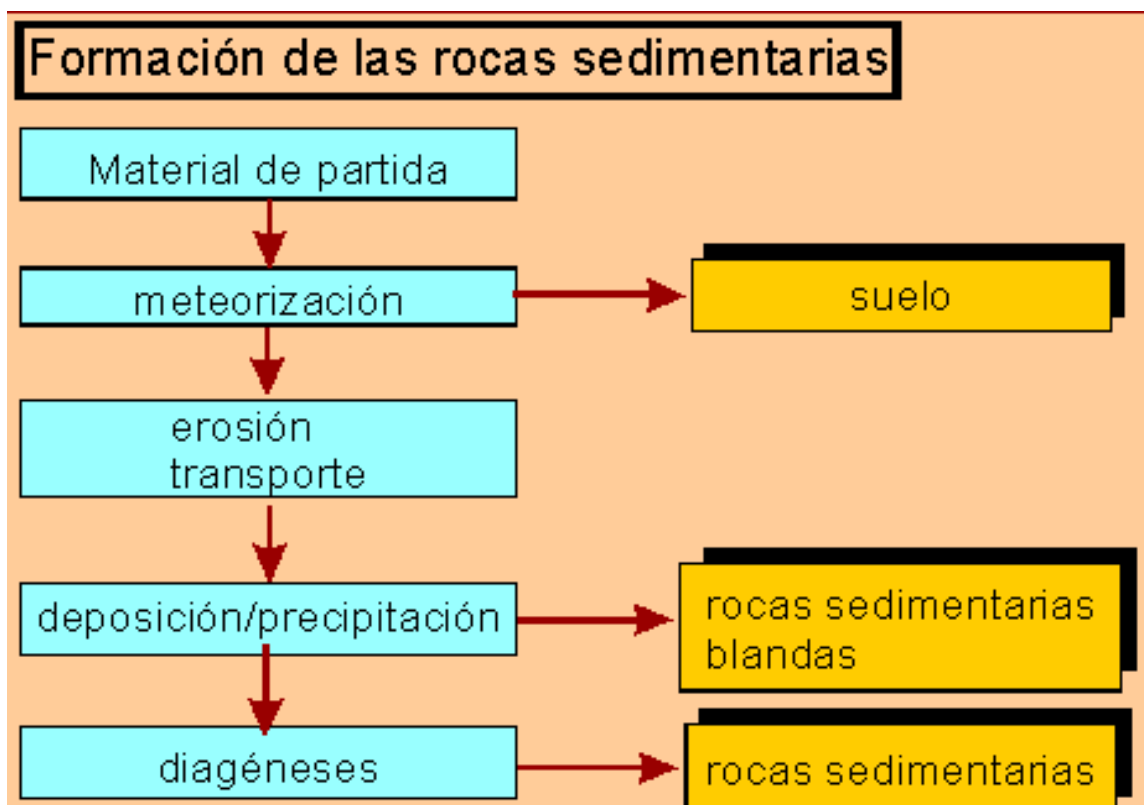 Formación de las rocas sedimentarias
Material de partida
meteorización
suelo
erosión
transporte
deposición/precipitación
rocas sedimentarias
blandas
diagéneses
rocas sedimentarias